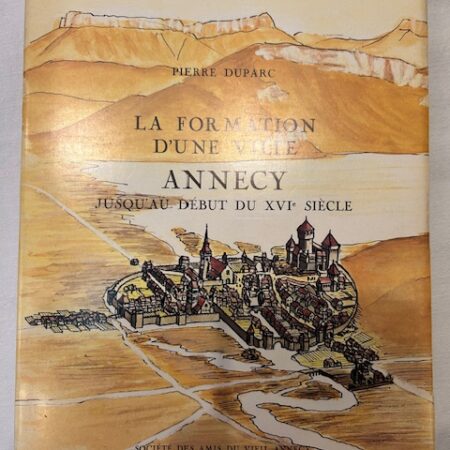 PIERRE DUPARC
LA FORMATION
D'UNE VILLE
ANNECY
JUSQU'AU DÉBUT DU XVIᵉ SIÈCLE
SOCIÉTÉ DES AMIS DU VIEIL ANNECY